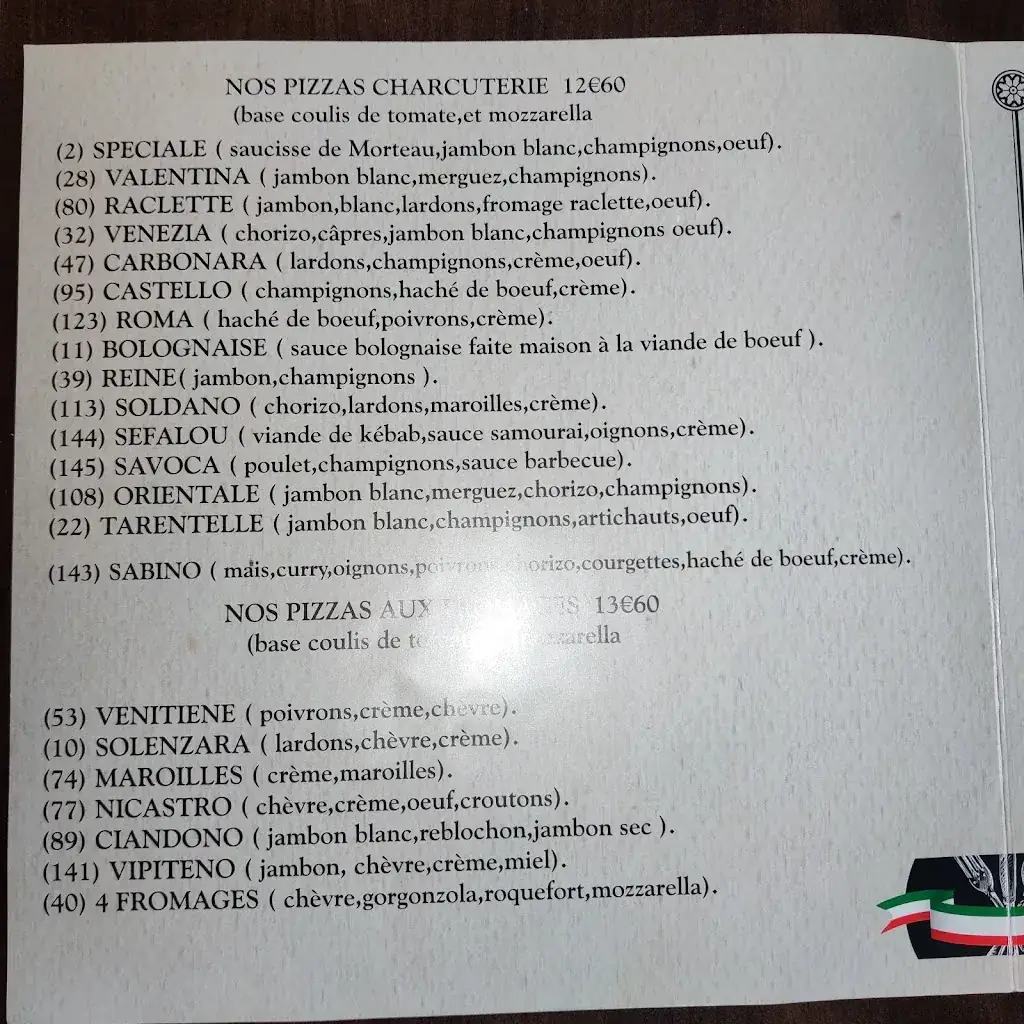 NOS PIZZAS CHARCUTERIE 12€60
(base coulis de tomate,et mozzarella
(2) SPECIALE ( saucisse de Morteau,jambon blanc,champignons,oeuf).
(28) VALENTINA ( jambon blanc,merguez,champignons).
(80) RACLETTE ( jambon,blanc,lardons,fromage raclette,oeuf).
(32) VENEZIA ( chorizo,câpres,jambon blanc,champignons oeuf).
(47) CARBONARA ( lardons,champignons,crème,oeuf).
(95) CASTELLO ( champignons,haché de boeuf,crème).
(123) ROMA ( haché de boeuf,poivrons,crème).
(11) BOLOGNAISE ( sauce bolognaise faite maison à la viande de boeuf ).
(39) REINE( jambon,champignons ).
(113) SOLDANO ( chorizo,lardons,maroilles,crème).
(144) SEFALOU ( viande de kébab,sauce samouraï,oignons,crème).
(145) SAVOCA ( poulet,champignons,sauce barbecue).
(108) ORIENTALE ( jambon blanc,merguez,chorizo,champignons).
(22) TARENTELLE ( jambon blanc,champignons,artichauts,oeuf).
(143) SABINO ( maïs,curry,oignons,poivrons,chorizo,courgettes,haché de boeuf,crème).
NOS PIZZAS AUX 13€60
(base coulis de mozzarella
(53) VENITIENE ( poivrons,crème,chèvre).
(10) SOLENZARA ( lardons,chèvre,crème).
(74) MAROILLES ( crème,maroilles).
(77) NICASTRO ( chèvre,crème,oeuf,croutons).
(89) CIANDONO ( jambon blanc,reblochon,jambon sec ).
(141) VIPITENO ( jambon, chèvre,crème,miel).
(40) 4 FROMAGES ( chèvre,gorgonzola,roquefort,mozzarella).